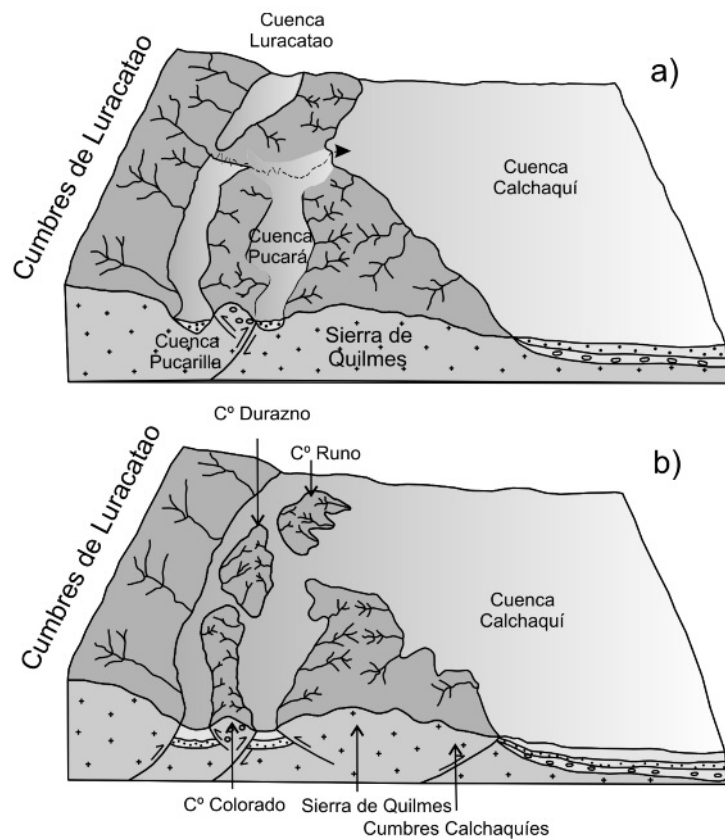 Cuenca
Luracatao
a)
Cumbres de Luracatao
Cuenca
Calchaquí
Cuenca
Pucará
Cuenca
Pucarilla
Sierra de
Quilmes
Cº Durazno
Cº Runo
b)
Cumbres de Luracatao
Cuenca
Calchaquí
Cº Colorado
Sierra de Quilmes
Cumbres Calchaquíes